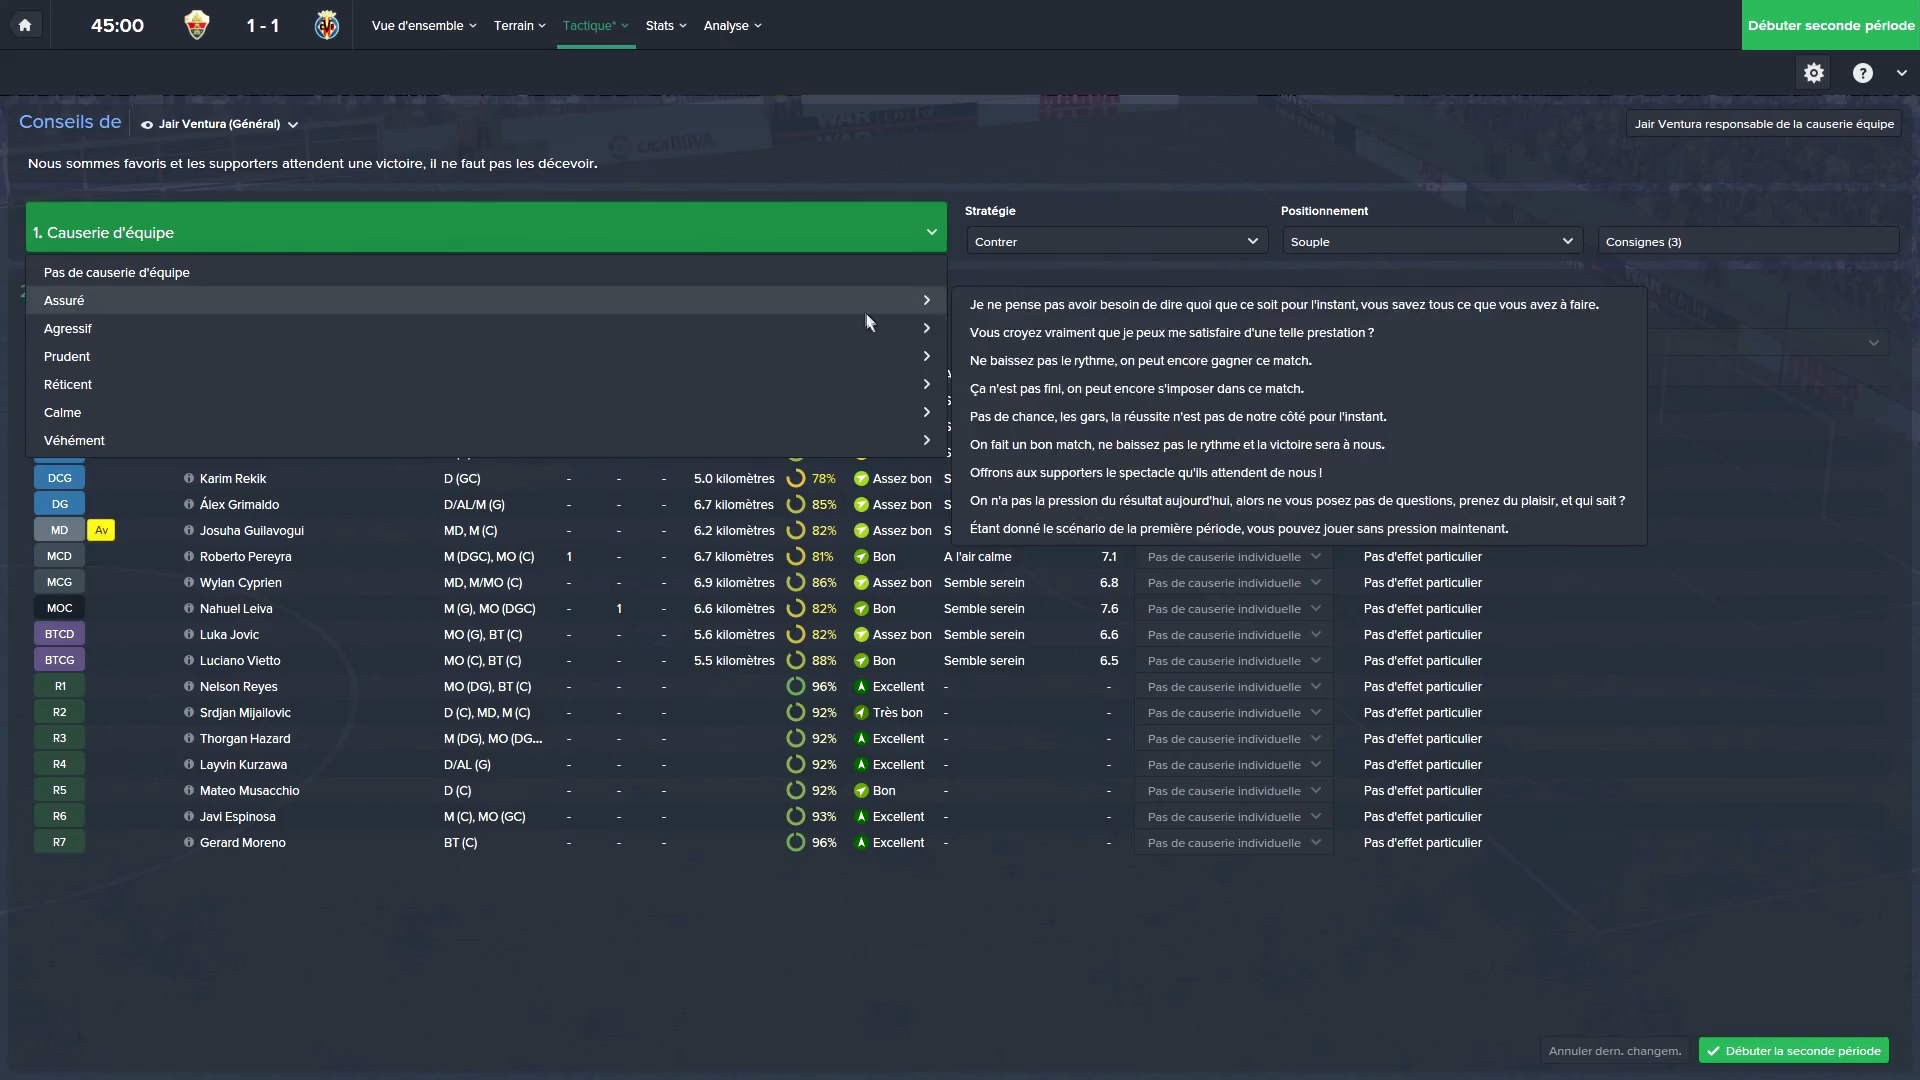 45:00 1 - 1 Vue d'ensemble Terrain Tactique* Stats Analyse Débuter seconde période
Conseils de Jair Ventura (Général) Jair Ventura responsable de la causerie équipe
Nous sommes favoris et les supporters attendent une victoire, il ne faut pas les décevoir.
Stratégie Positionnement
1. Causerie d'équipe Contrer Souple Consignes (3)
Pas de causerie d'équipe
Assuré
Agressif
Prudent
Réticent
Calme
Véhément
Je ne pense pas avoir besoin de dire quoi que ce soit pour l'instant, vous savez tous ce que vous avez à faire.
Vous croyez vraiment que je peux me satisfaire d'une telle prestation ?
Ne baissez pas le rythme, on peut encore gagner ce match.
Ça n'est pas fini, on peut encore s'imposer dans ce match.
Pas de chance, les gars, la réussite n'est pas de notre côté pour l'instant.
On fait un bon match, ne baissez pas le rythme et la victoire sera à nous.
Offrons aux supporters le spectacle qu'ils attendent de nous !
On n'a pas la pression du résultat aujourd'hui, alors ne vous posez pas de questions, prenez du plaisir, et qui sait ?
Étant donné le scénario de la première période, vous pouvez jouer sans pression maintenant.
DCG Karim Rekik D (GC) - - - 5.0 kilomètres 78% Assez bon
DG Álex Grimaldo D/AL/M (G) - - - 6.7 kilomètres 85% Assez bon
MD Av Josuha Guilavogui MD, M (C) - - - 6.2 kilomètres 82% Assez bon
MCD Roberto Pereyra M (DGC), MO (C) 1 - - 6.7 kilomètres 81% Bon A l'air calme 7.1 Pas de causerie individuelle Pas d'effet particulier
MCG Wylan Cyprien MD, M/MO (C) - - - 6.9 kilomètres 86% Assez bon Semble serein 6.8 Pas de causerie individuelle Pas d'effet particulier
MOC Nahuel Leiva M (G), MO (DGC) - 1 - 6.6 kilomètres 82% Bon Semble serein 7.6 Pas de causerie individuelle Pas d'effet particulier
BTCD Luka Jovic MO (G), BT (C) - - - 5.6 kilomètres 82% Assez bon Semble serein 6.6 Pas de causerie individuelle Pas d'effet particulier
BTCG Luciano Vietto MO (C), BT (C) - - - 5.5 kilomètres 88% Bon Semble serein 6.5 Pas de causerie individuelle Pas d'effet particulier
R1 Nelson Reyes MO (DG), BT (C) - - - 96% Excellent - - Pas de causerie individuelle Pas d'effet particulier
R2 Srdjan Mijailovic D (C), MD, M (C) - - - 92% Très bon - - Pas de causerie individuelle Pas d'effet particulier
R3 Thorgan Hazard M (DG), MO (DG... - - - 92% Excellent - - Pas de causerie individuelle Pas d'effet particulier
R4 Layvin Kurzawa D/AL (G) - - - 92% Excellent - - Pas de causerie individuelle Pas d'effet particulier
R5 Mateo Musacchio D (C) - - - 92% Bon - - Pas de causerie individuelle Pas d'effet particulier
R6 Javi Espinosa M (C), MO (GC) - - - 93% Excellent - - Pas de causerie individuelle Pas d'effet particulier
R7 Gerard Moreno BT (C) - - - 96% Excellent - - Pas de causerie individuelle Pas d'effet particulier
Annuler dern. changem. Débuter la seconde période